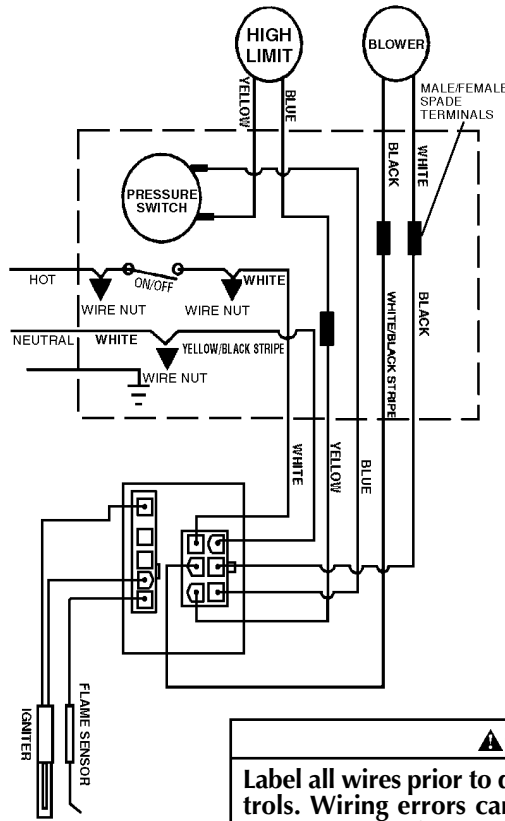 HIGH
LIMIT
BLOWER
YELLOW
BLUE
MALE/FEMALE
SPADE
TERMINALS
BLACK
WHITE
PRESSURE
SWITCH
HOT
ON/OFF
WHITE
WIRE NUT
WIRE NUT
NEUTRAL
WHITE
YELLOW/BLACK STRIPE
WIRE NUT
WHITE/BLACK STRIPE
BLACK
WHITE
YELLOW
BLUE
IGNITER
FLAME SENSOR
Label all wires prior to
trols. Wiring errors